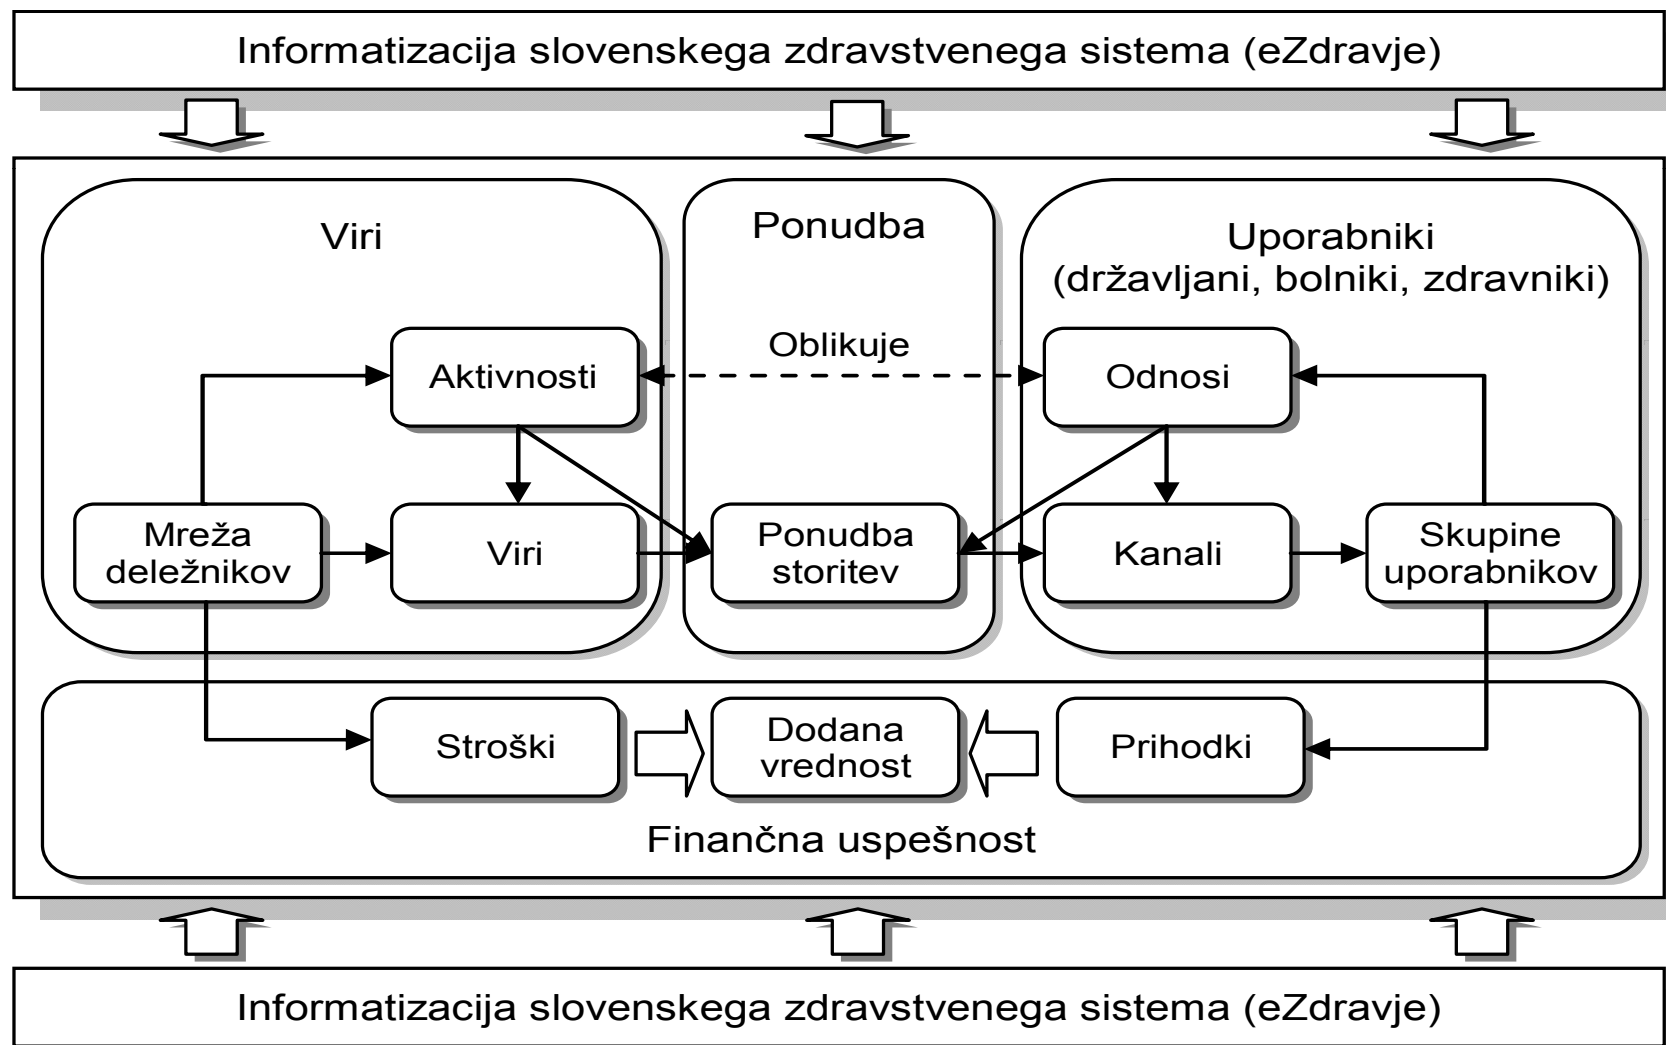 Informatizacija slovenskega zdravstvenega sistema (eZdravje)
Viri
Ponudba
Uporabniki
(državljani, bolniki, zdravniki)
Aktivnosti
Oblikuje
Odnosi
Mreža
deležnikov
Viri
Ponudba
storitev
Kanali
Skupine
uporabnikov
Stroški
Dodana
vrednost
Prihodki
Finančna uspešnost
Informatizacija slovenskega zdravstvenega sistema (eZdravje)